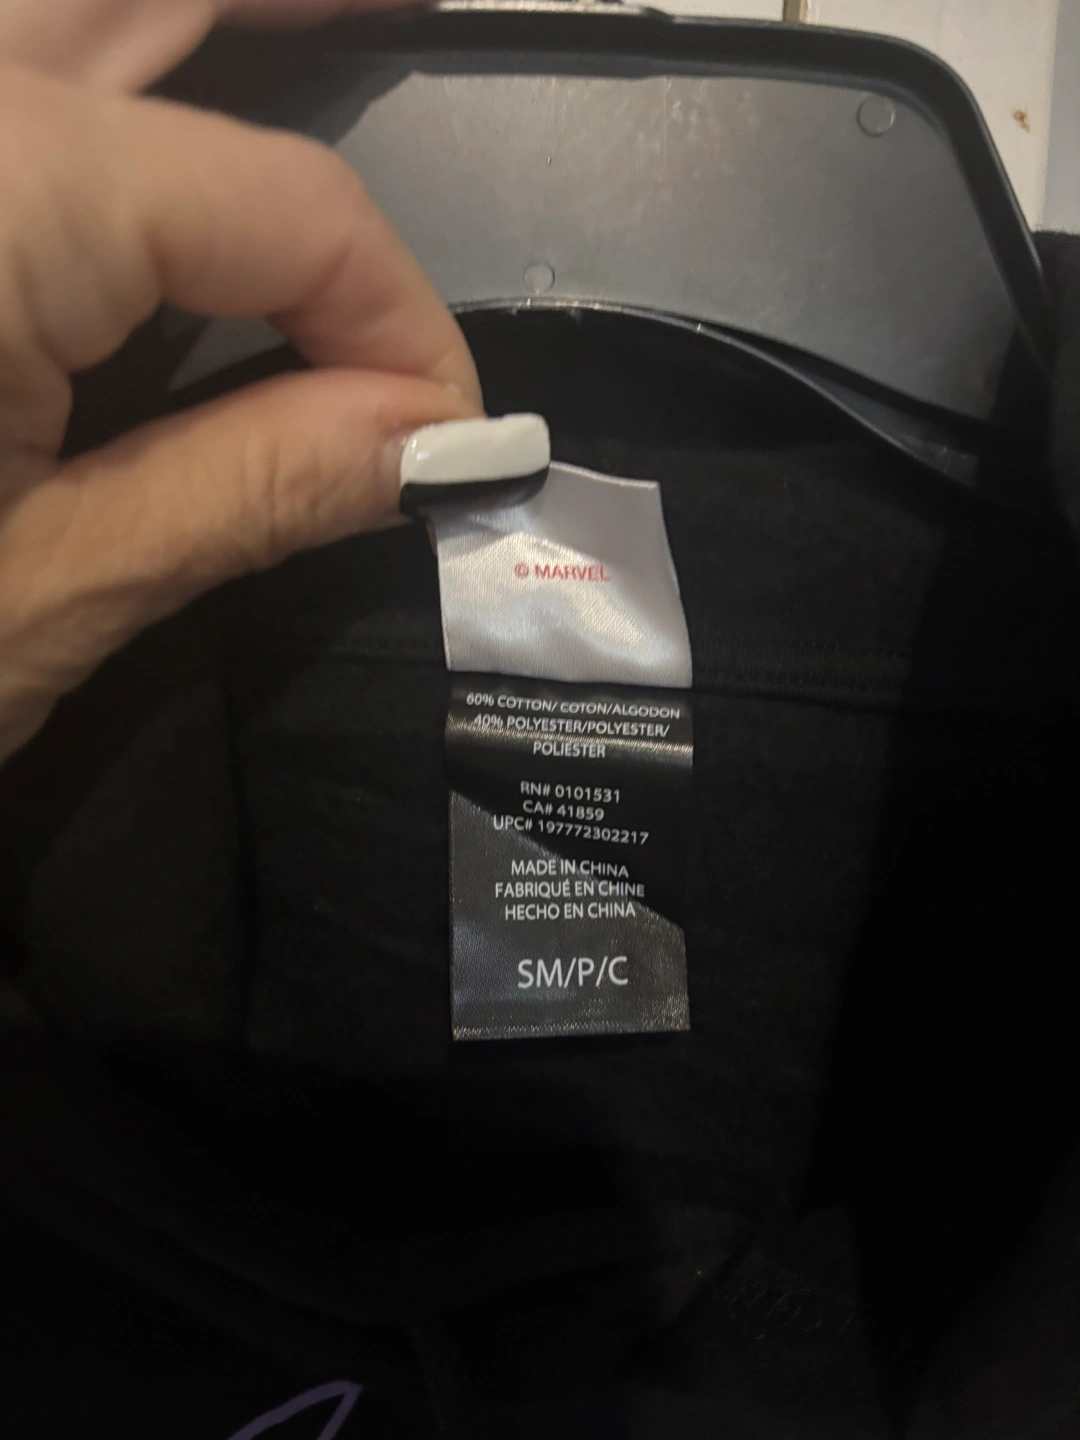 © MARVEL
60% COTTON/ COTON/ALGODON
40% POLYESTER/POLYESTER/
POLIESTER
RN# 0101531
CA# 41859
UPC# 197772302217
MADE IN CHINA
FABRIQUÉ EN CHINE
HECHO EN CHINA
SM/P/C